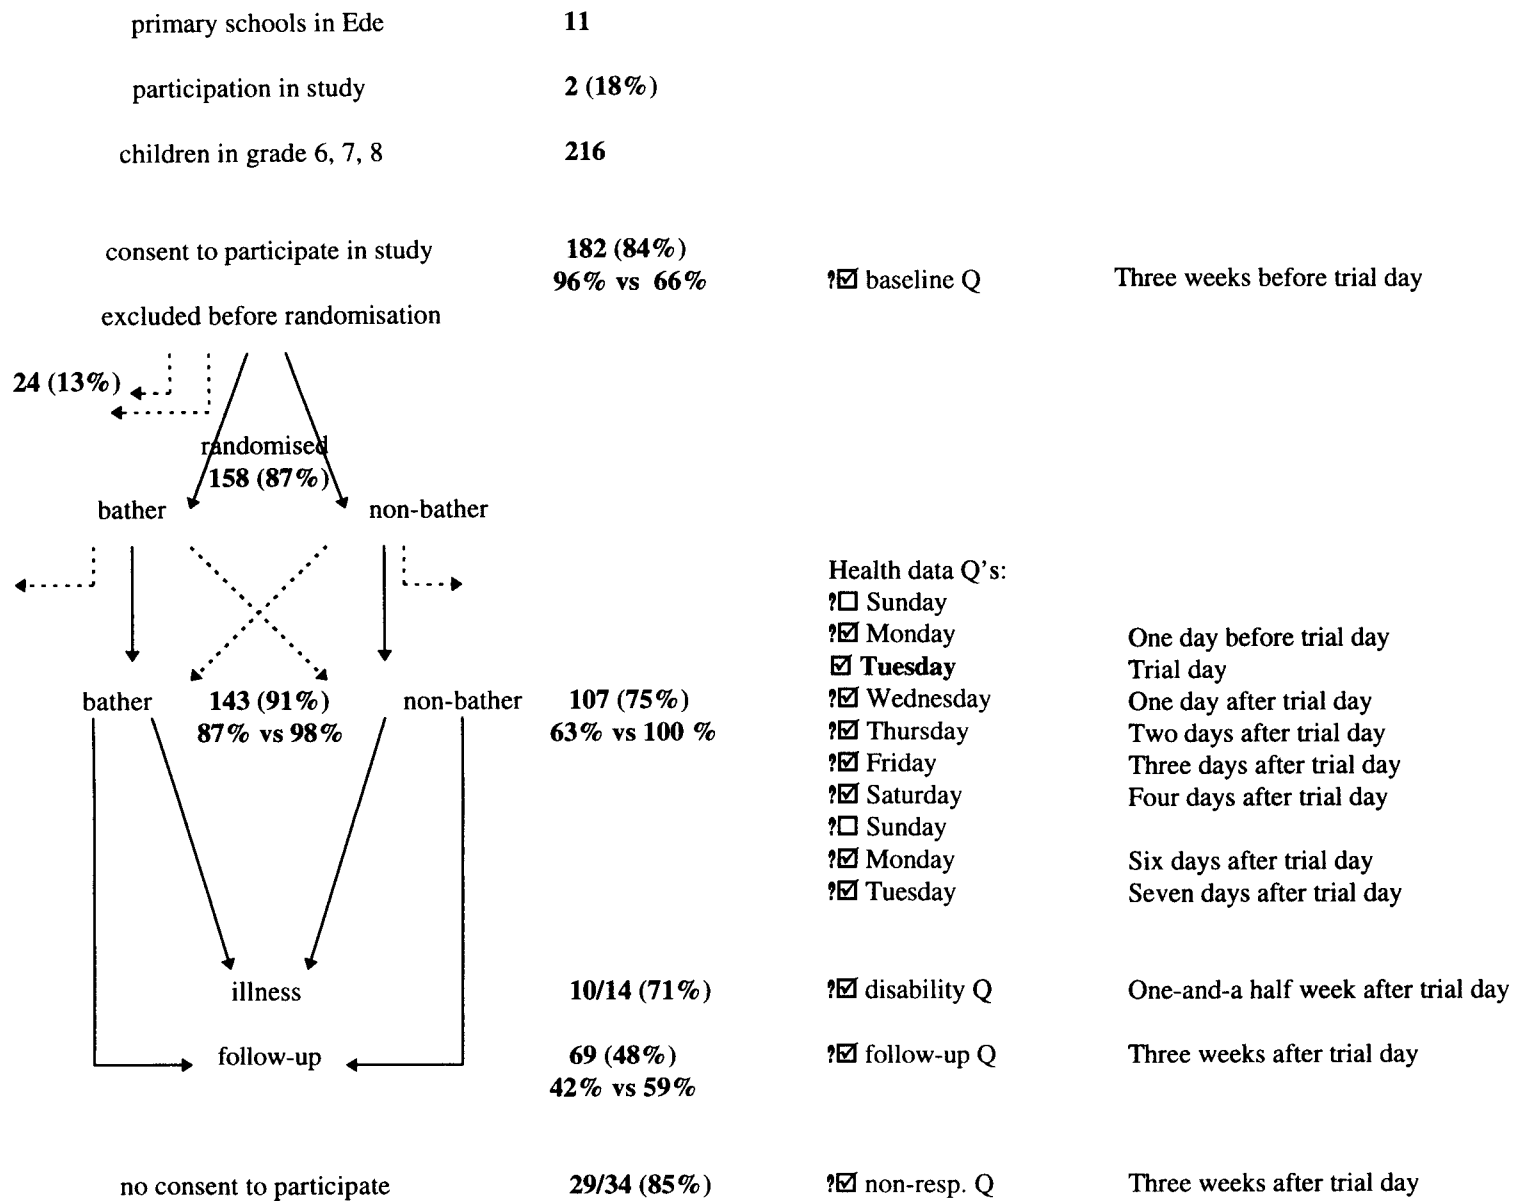 primary schools in Ede 11
participation in study 2 (18%)
children in grade 6, 7, 8 216
consent to participate in study 182 (84%)
96% vs 66% ?☑ baseline Q Three weeks before trial day
excluded before randomisation
24 (13%)
randomised
158 (87%)
bather non-bather
Health data Q's:
?☐ Sunday
?☑ Monday One day before trial day
☑ Tuesday Trial day
bather 143 (91%) non-bather 107 (75%) ?☑ Wednesday One day after trial day
87% vs 98% 63% vs 100 % ?☑ Thursday Two days after trial day
?☑ Friday Three days after trial day
?☑ Saturday Four days after trial day
?☐ Sunday
?☑ Monday Six days after trial day
?☑ Tuesday Seven days after trial day
illness 10/14 (71%) ?☑ disability Q One-and-a half week after trial day
follow-up 69 (48%) ?☑ follow-up Q Three weeks after trial day
42% vs 59%
no consent to participate 29/34 (85%) ?☑ non-resp. Q Three weeks after trial day